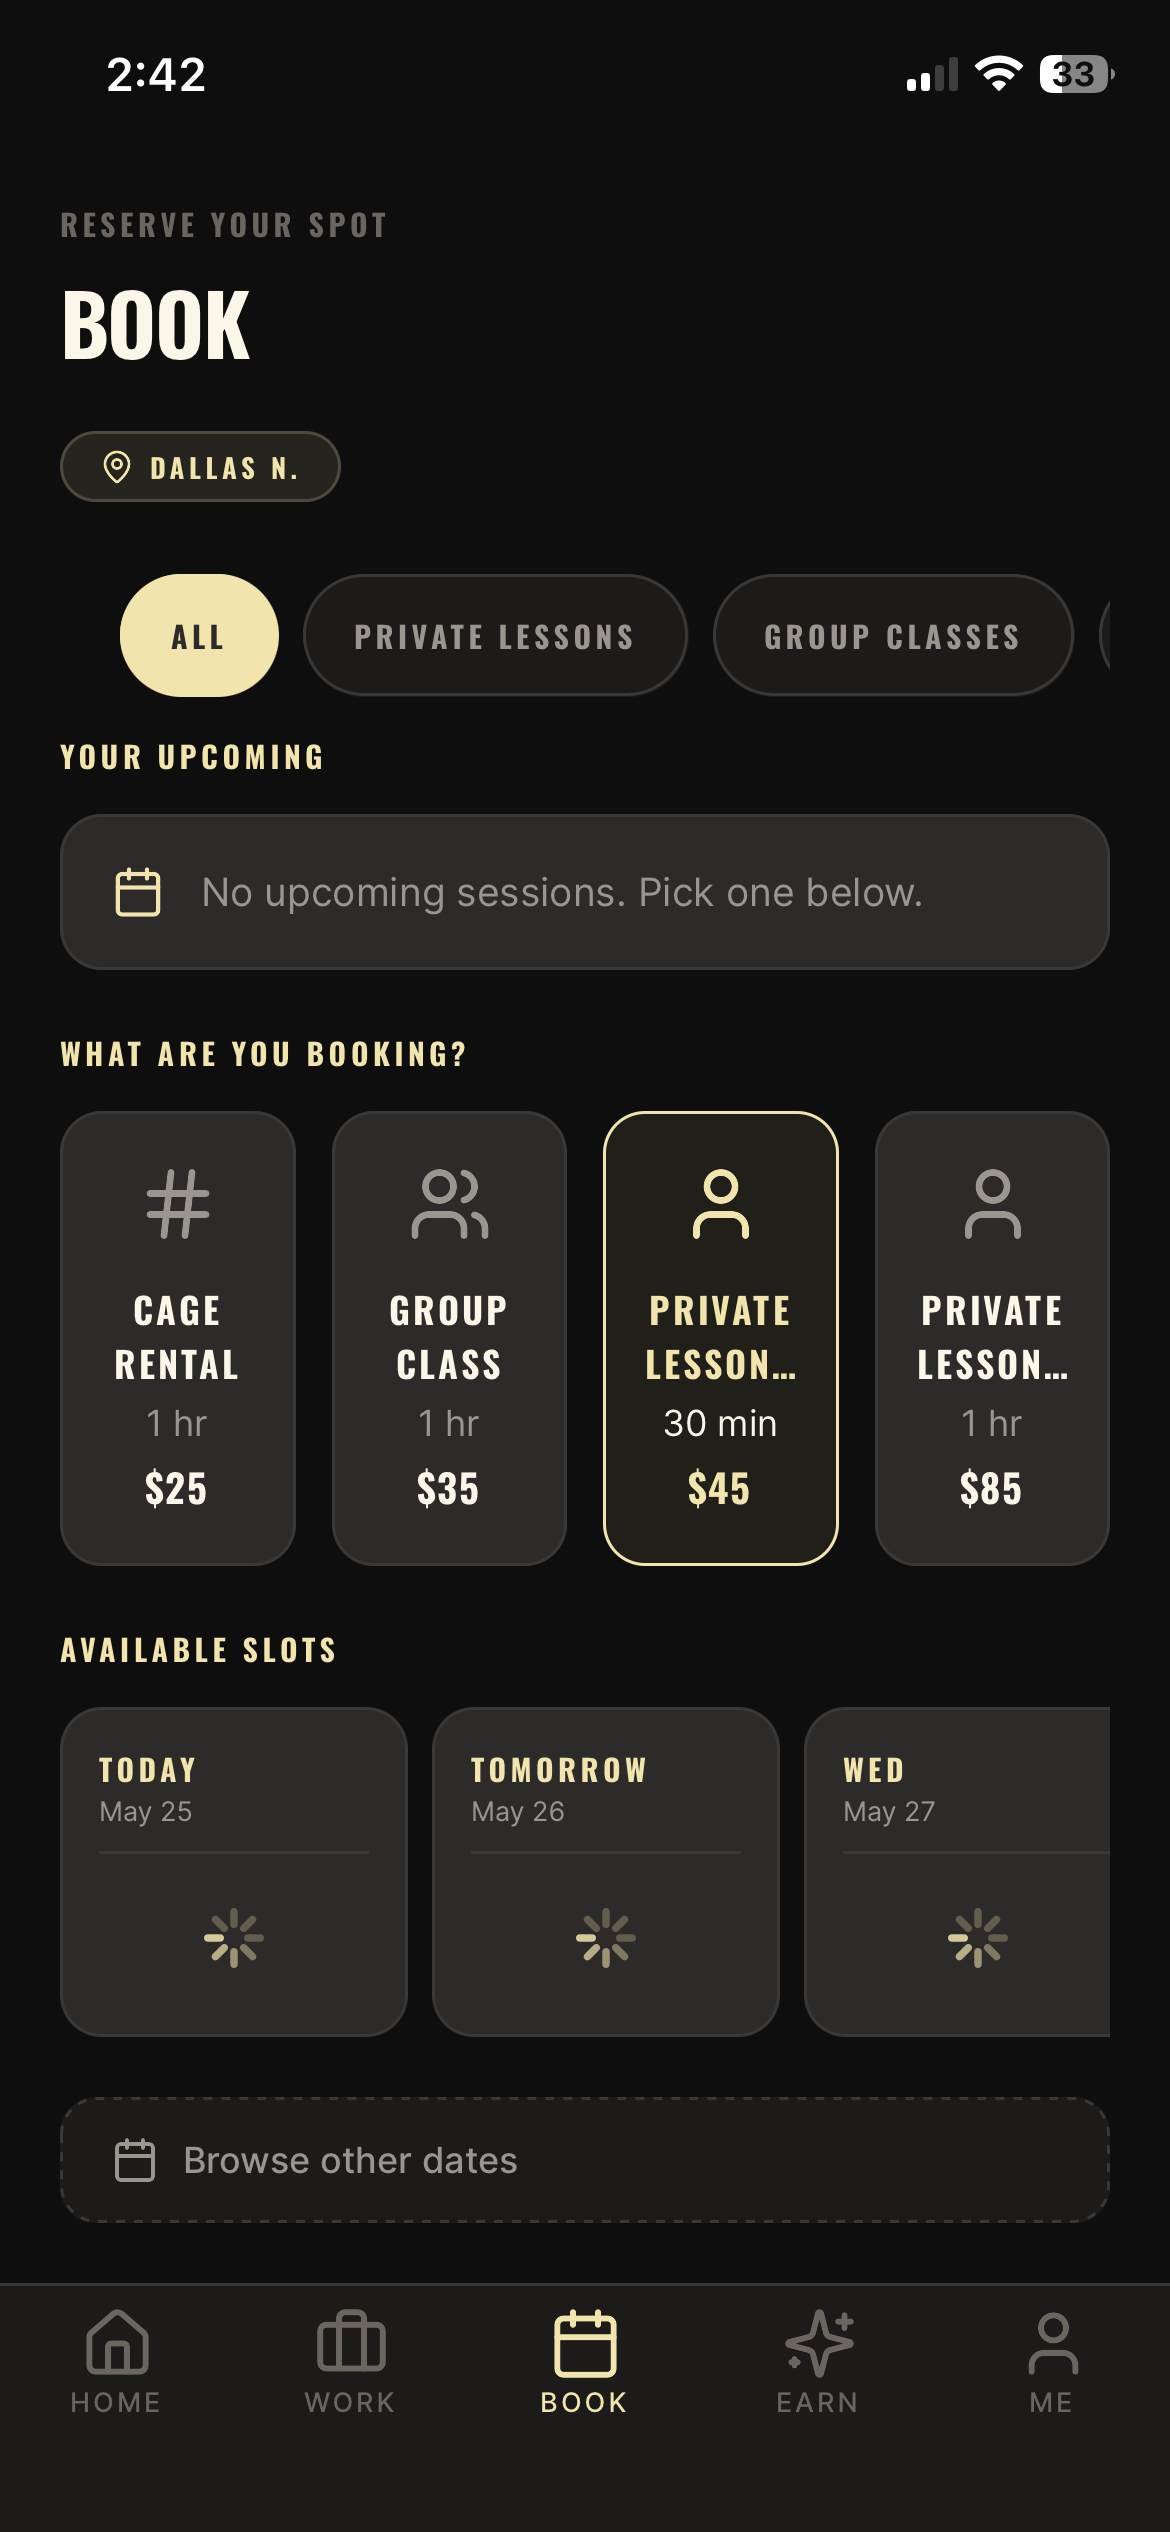 2:42
33
RESERVE YOUR SPOT
BOOK
DALLAS N.
ALL
PRIVATE LESSONS
GROUP CLASSES
YOUR UPCOMING
No upcoming sessions. Pick one below.
WHAT ARE YOU BOOKING?
CAGE
RENTAL
1 hr
$25
GROUP
CLASS
1 hr
$35
PRIVATE
LESSON...
30 min
$45
PRIVATE
LESSON...
1 hr
$85
AVAILABLE SLOTS
TODAY
May 25
TOMORROW
May 26
WED
May 27
Browse other dates
HOME
WORK
BOOK
EARN
ME